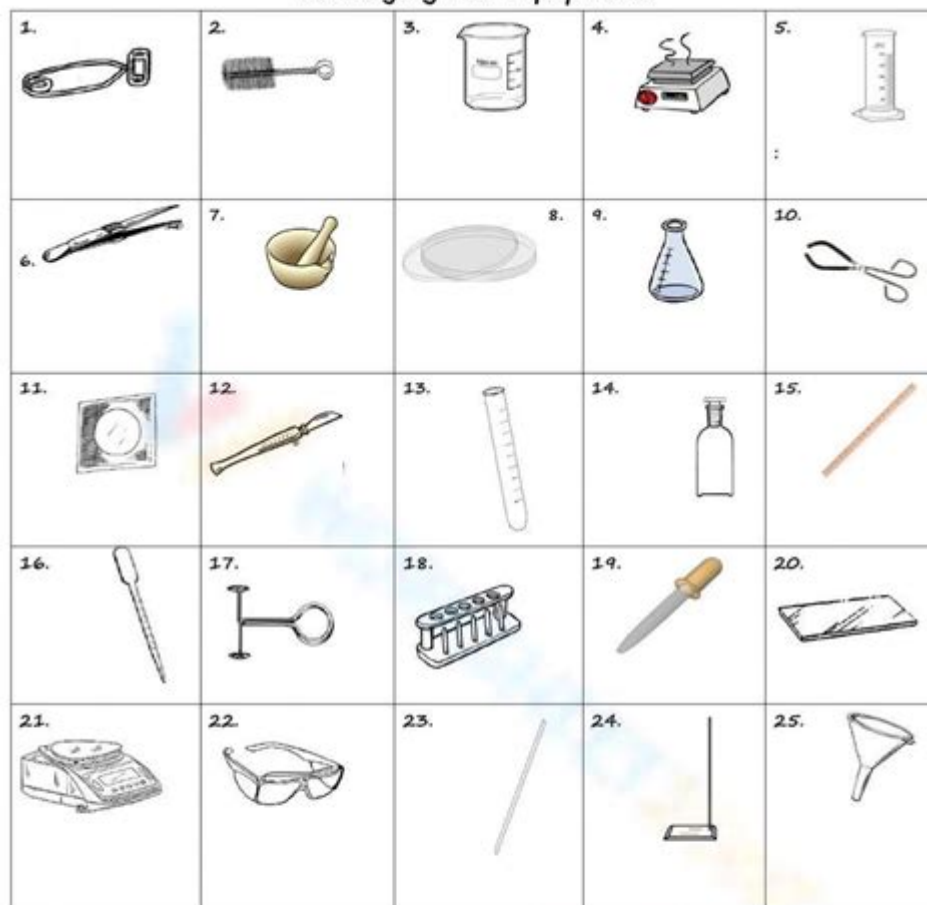 1. 2. 3. 4. 5.
:
6. 7. 8. 9. 10.
11. 12. 13. 14. 15.
16. 17. 18. 19. 20.
21. 22. 23. 24. 25.